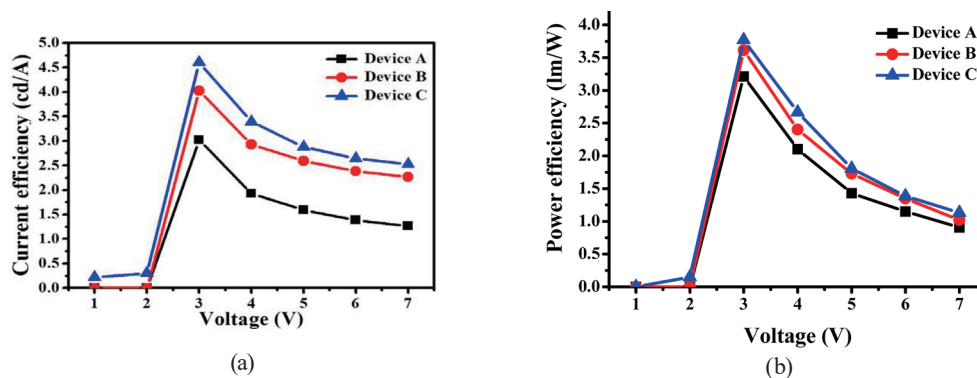 Current efficiency (cd/A)
5.0
4.5
4.0
3.5
3.0
2.5
2.0
1.5
1.0
0.5
0.0
Device A
Device B
Device C
1 2 3 4 5 6 7
Voltage (V)
(a)
Power efficiency (lm/W)
4.0
3.5
3.0
2.5
2.0
1.5
1.0
0.5
0.0
Device A
Device B
Device C
1 2 3 4 5 6 7
Voltage (V)
(b)